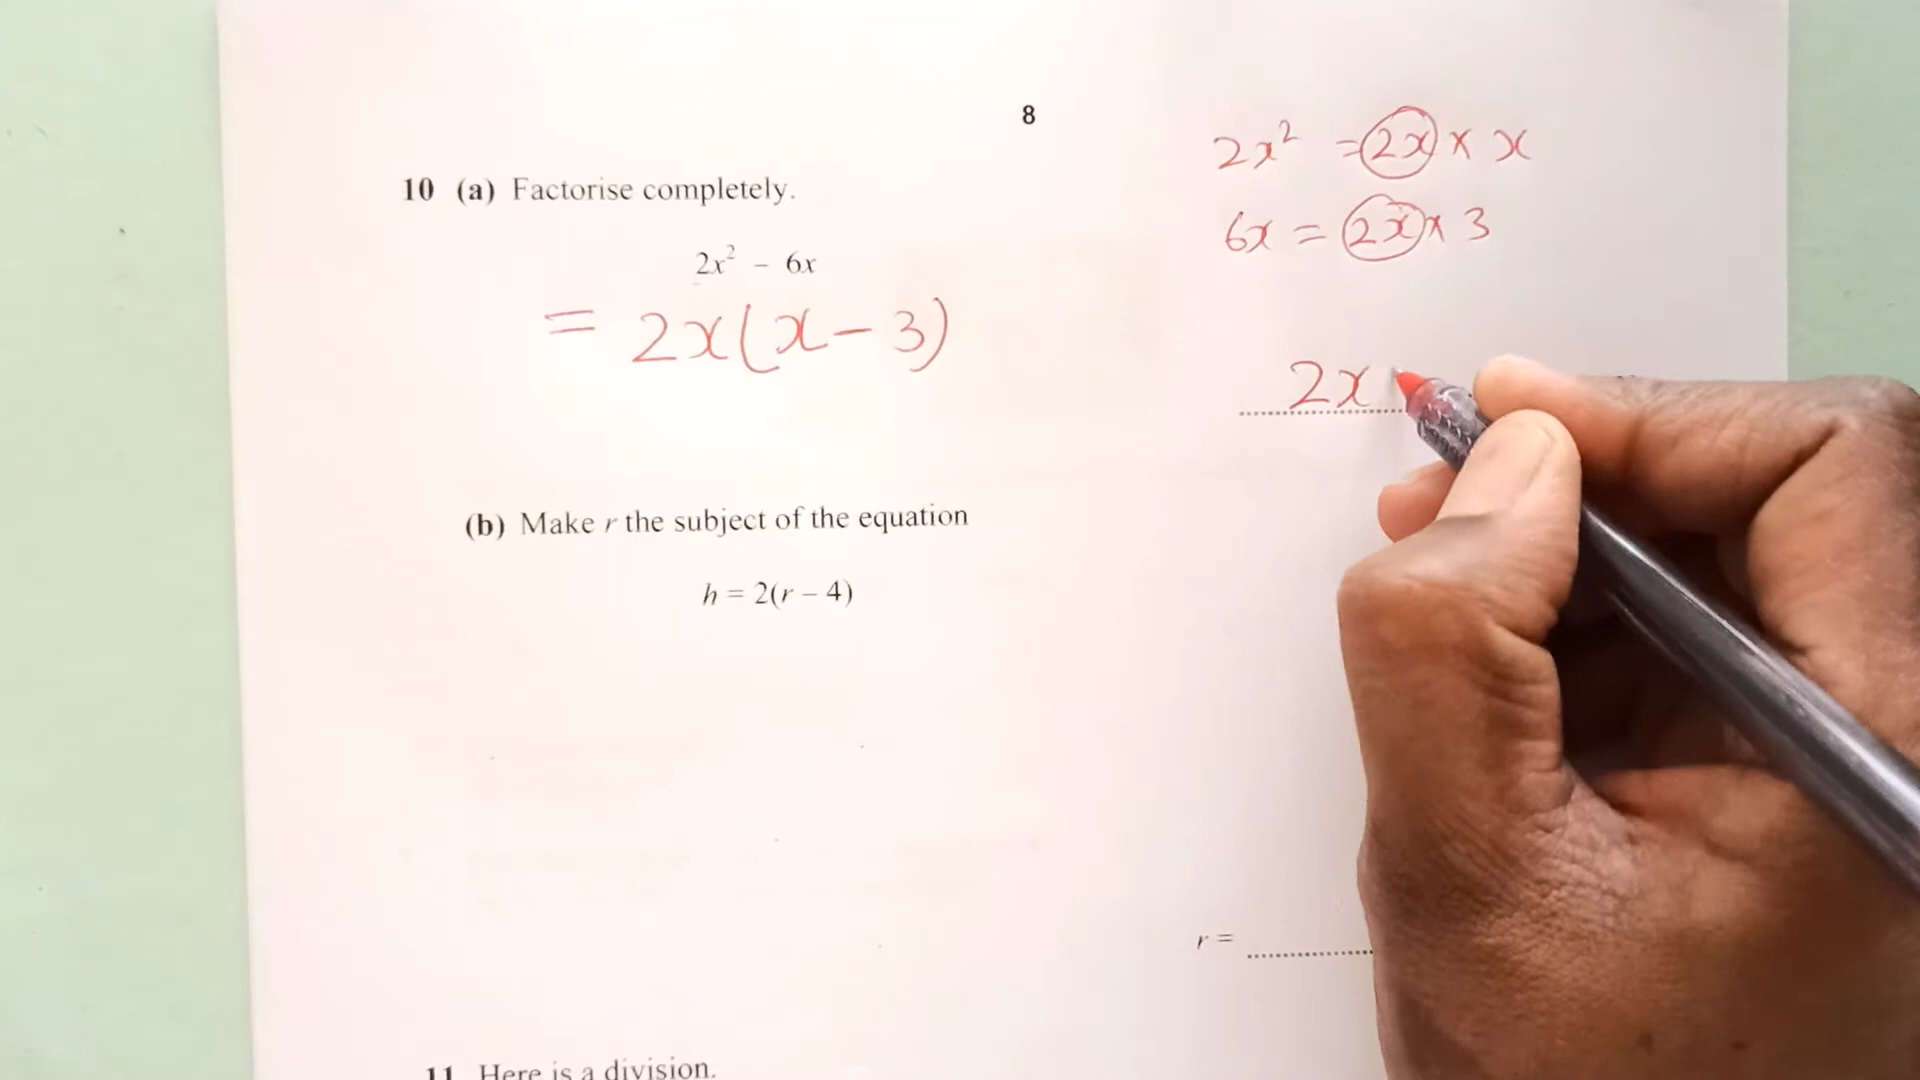 8
2x² = 2x × x
10 (a) Factorise completely.
6x = 2x × 3
2x² – 6x
= 2x(x – 3)
2x
(b) Make r the subject of the equation
h = 2(r – 4)
r = ....................
11 Here is a division.